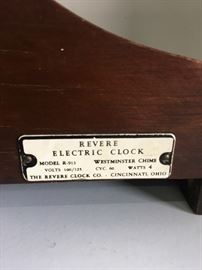 REVERE
ELECTRIC CLOCK
MODEL R-913 WESTMINSTER CHIME
VOLTS 100/125 CYC. 60 WATTS 4
THE REVERE CLOCK CO. - CINCINNATI, OHIO